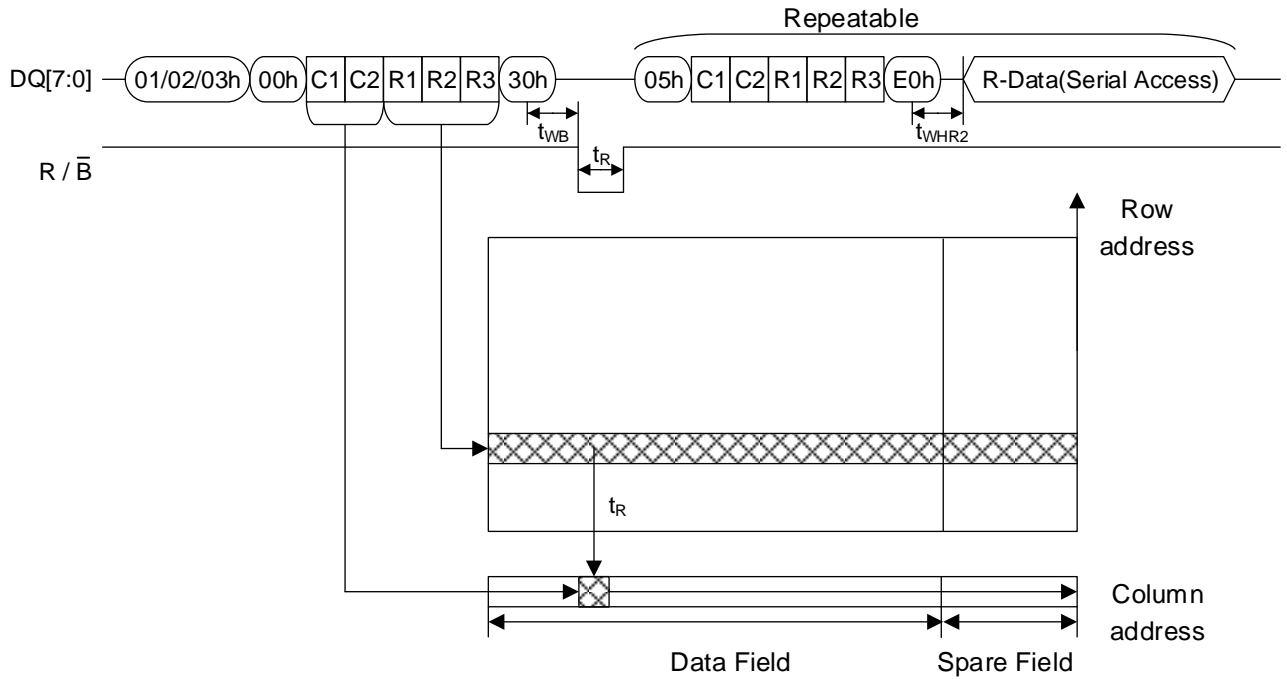 Repeatable
DQ[7:0] 01/02/03h 00h C1 C2 R1 R2 R3 30h 05h C1 C2 R1 R2 R3 E0h R-Data(Serial Access)
tWB tWHR2
R / B̅ tR
Row
address
tR
Column
address
Data Field Spare Field